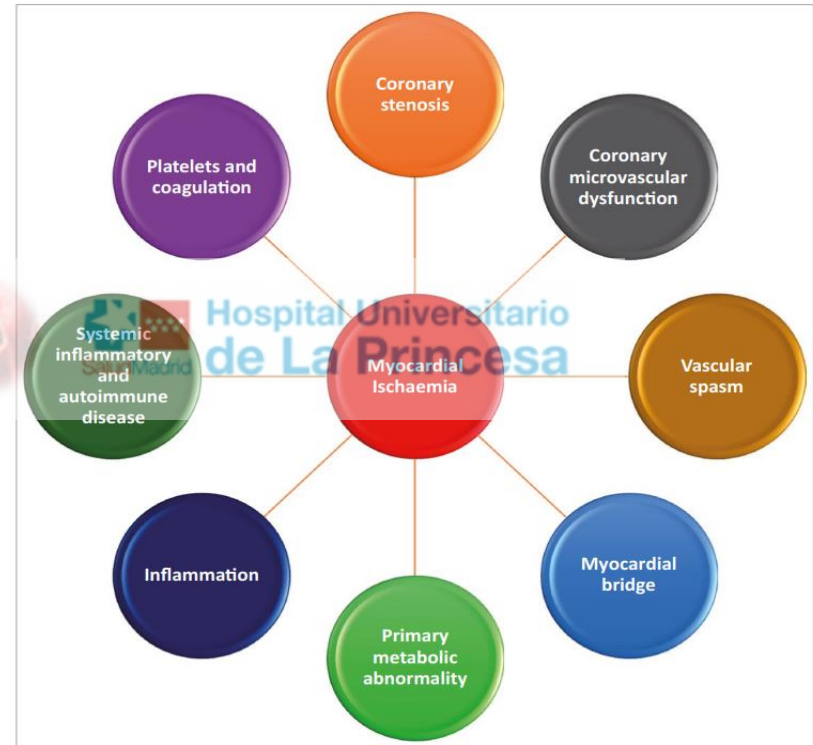 Coronary
stenosis
Coronary
microvascular
dysfunction
Vascular
spasm
Myocardial
bridge
Primary
metabolic
abnormality
Inflammation
Systemic
inflammatory
and
autoimmune
disease
Platelets and
coagulation
Myocardial
Ischaemia
Hospital Universitario
de La Princesa
SaludMadrid